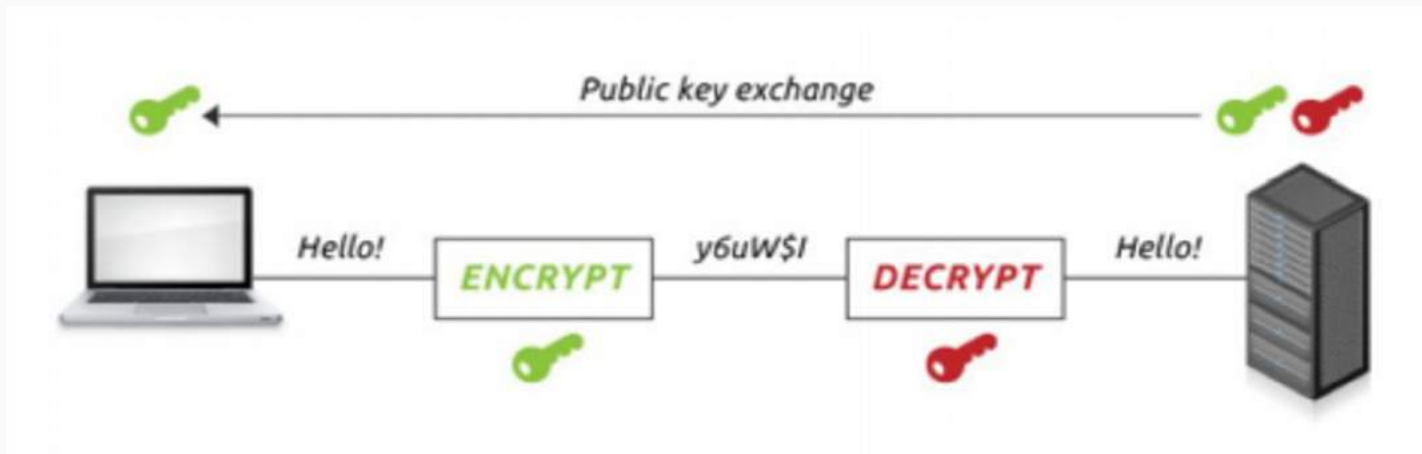 Public key exchange
Hello!
ENCRYPT
y6uW$I
DECRYPT
Hello!